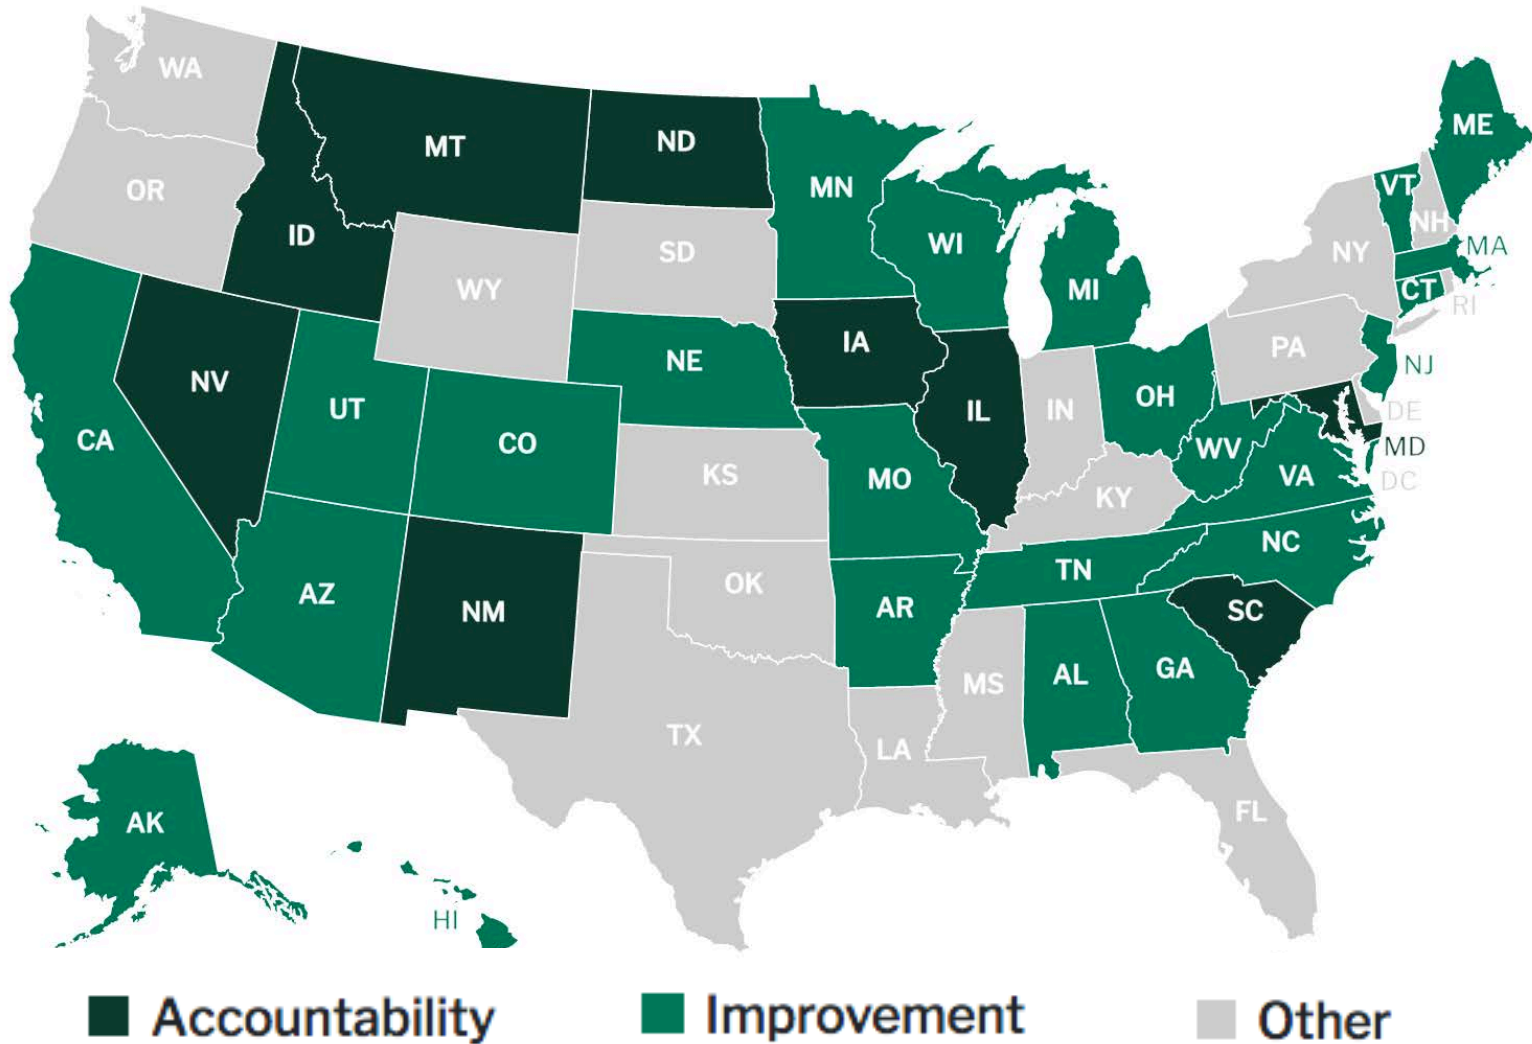 WA
ME
MT
ND
VT
OR
MN
NH
ID
WI
MA
SD
NY
WY
MI
CT
RI
IA
PA
NE
NJ
NV
OH
UT
IL
IN
DE
CA
CO
WV
MD
KS
MO
VA
DC
KY
NC
TN
OK
AZ
AR
NM
SC
GA
AL
MS
TX
LA
FL
AK
HI
Accountability
Improvement
Other